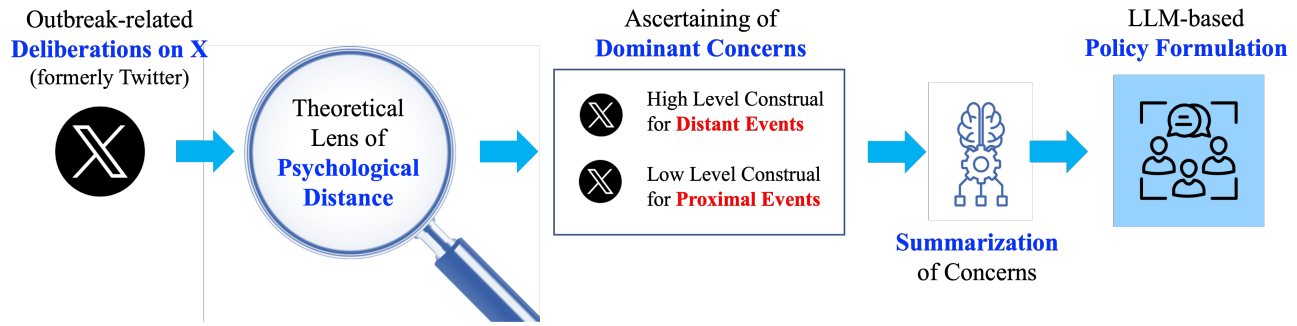 Outbreak-related
Deliberations on X
(formerly Twitter)
Theoretical
Lens of
Psychological
Distance
Ascertaining of
Dominant Concerns
High Level Construal
for Distant Events
Low Level Construal
for Proximal Events
Summarization
of Concerns
LLM-based
Policy Formulation